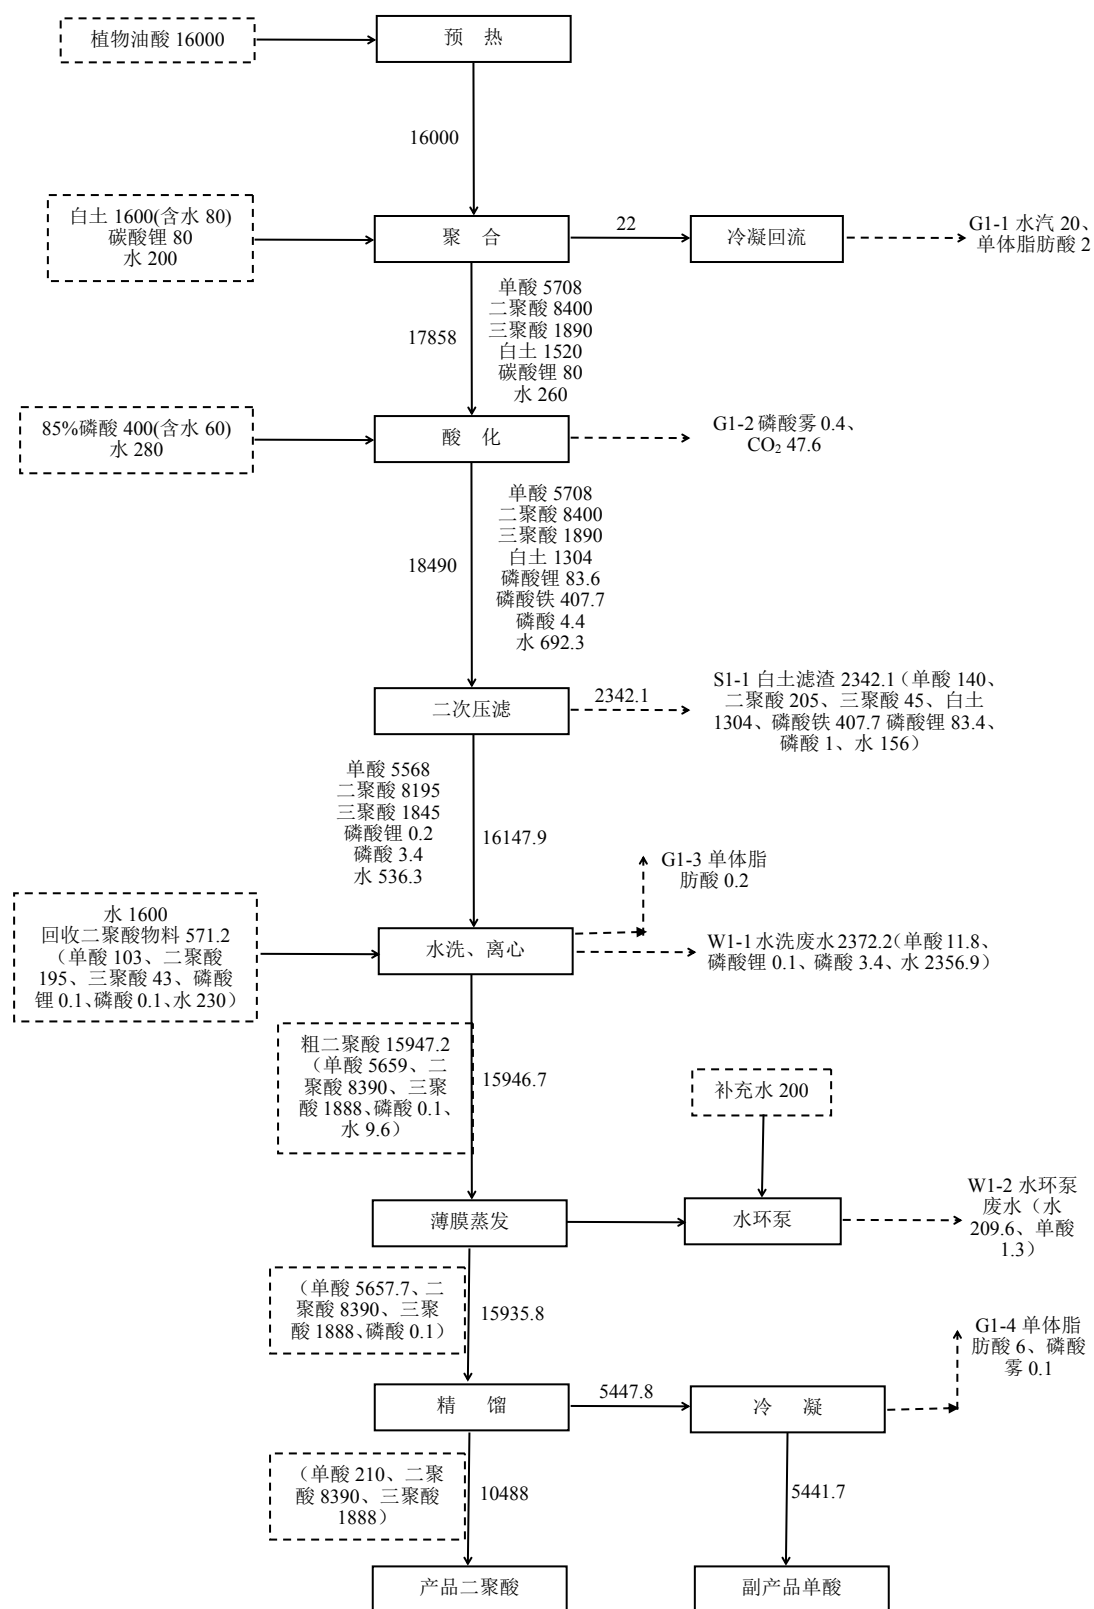 植物油酸 16000
预 热
16000
白土 1600(含水 80)
碳酸锂 80
水 200
聚 合
22
冷凝回流
G1-1 水汽 20、
单体脂肪酸 2
17858
单酸 5708
二聚酸 8400
三聚酸 1890
白土 1520
碳酸锂 80
水 260
85%磷酸 400(含水 60)
水 280
酸 化
G1-2 磷酸雾 0.4、
CO₂ 47.6
18490
单酸 5708
二聚酸 8400
三聚酸 1890
白土 1304
磷酸锂 83.6
磷酸铁 407.7
磷酸 4.4
水 692.3
二次压滤
2342.1
S1-1 白土滤渣 2342.1（单酸 140、
二聚酸 205、三聚酸 45、白土
1304、磷酸铁 407.7 磷酸锂 83.4、
磷酸 1、水 156）
单酸 5568
二聚酸 8195
三聚酸 1845
磷酸锂 0.2
磷酸 3.4
水 536.3
16147.9
G1-3 单体脂
肪酸 0.2
水 1600
回收二聚酸物料 571.2
（单酸 103、二聚酸
195、三聚酸 43、磷酸
锂 0.1、磷酸 0.1、水 230）
水洗、离心
W1-1 水洗废水 2372.2（单酸 11.8、
磷酸锂 0.1、磷酸 3.4、水 2356.9）
粗二聚酸 15947.2
（单酸 5659、二
聚酸 8390、三聚
酸 1888、磷酸 0.1、
水 9.6）
15946.7
补充水 200
薄膜蒸发
水环泵
W1-2 水环泵
废水（水
209.6、单酸
1.3）
（单酸 5657.7、二
聚酸 8390、三聚
酸 1888、磷酸 0.1）
15935.8
G1-4 单体脂
肪酸 6、磷酸
雾 0.1
精 馏
5447.8
冷 凝
（单酸 210、二聚
酸 8390、三聚酸
1888）
10488
5441.7
产品二聚酸
副产品单酸